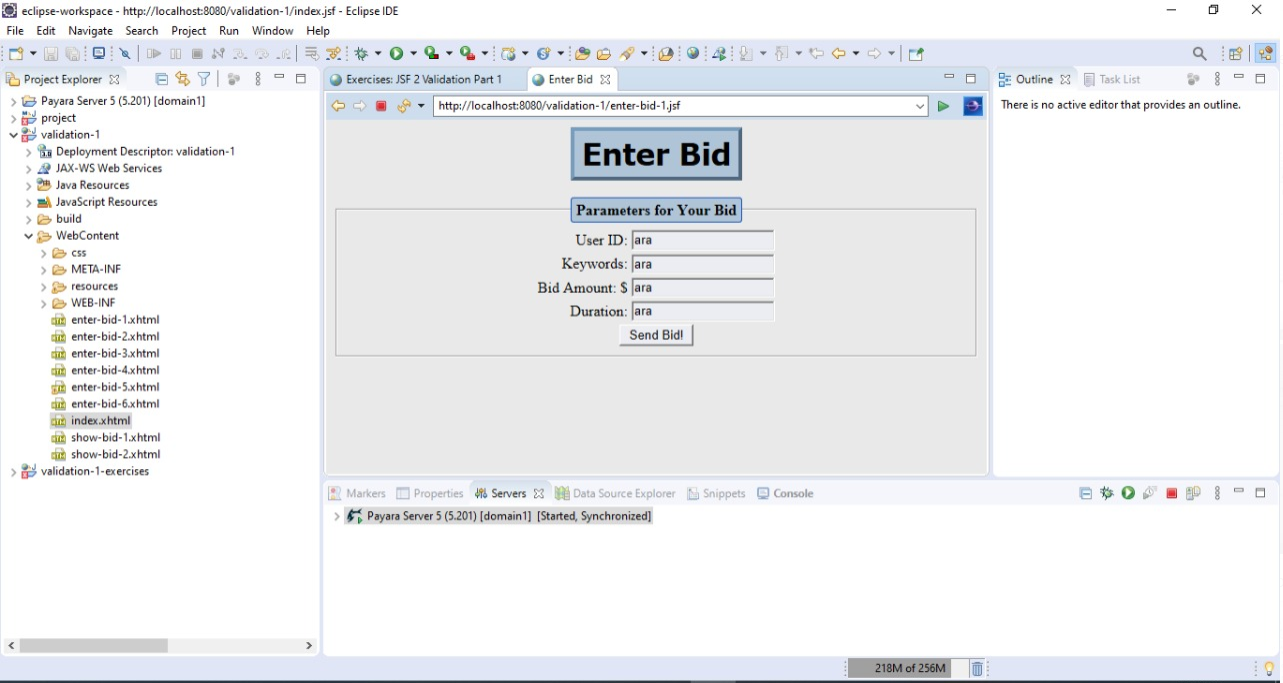 eclipse-workspace - http://localhost:8080/validation-1/index.jsf - Eclipse IDE
File Edit Navigate Search Project Run Window Help
Project Explorer
Payara Server 5 (5.201) [domain1]
project
validation-1
Deployment Descriptor: validation-1
JAX-WS Web Services
Java Resources
JavaScript Resources
build
WebContent
css
META-INF
resources
WEB-INF
enter-bid-1.xhtml
enter-bid-2.xhtml
enter-bid-3.xhtml
enter-bid-4.xhtml
enter-bid-5.xhtml
enter-bid-6.xhtml
index.xhtml
show-bid-1.xhtml
show-bid-2.xhtml
validation-1-exercises
Exercises: JSF 2 Validation Part 1 Enter Bid
http://localhost:8080/validation-1/enter-bid-1.jsf
Enter Bid
Parameters for Your Bid
User ID: ara
Keywords: ara
Bid Amount: $ ara
Duration: ara
Send Bid!
Outline Task List
There is no active editor that provides an outline.
Markers Properties Servers Data Source Explorer Snippets Console
Payara Server 5 (5.201) [domain1] [Started, Synchronized]
218M of 256M